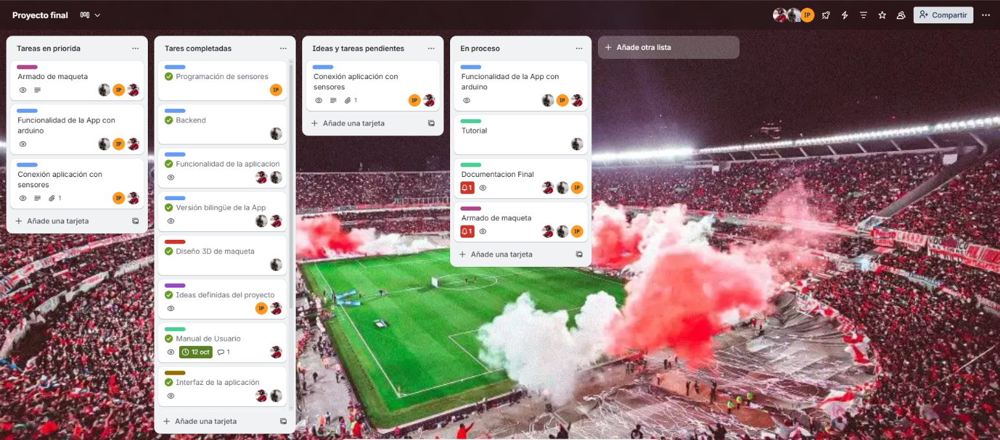 Proyecto final
IP
Compartir
Tareas en priorida
Armado de maqueta
IP
Funcionalidad de la App con
arduino
IP
Conexión aplicación con
sensores
1
IP
Añade una tarjeta
Tares completadas
Programación de sensores
IP
Backend
Funcionalidad de la aplicacion
Versión bilingüe de la App
Diseño 3D de maqueta
Ideas definidas del proyecto
IP
Manual de Usuario
12 oct
1
Interfaz de la aplicación
Añade una tarjeta
Ideas y tareas pendientes
Conexión aplicación con
sensores
1
IP
Añade una tarjeta
En proceso
Funcionalidad de la App con
arduino
IP
Tutorial
Documentacion Final
1
IP
Armado de maqueta
1
IP
Añade una tarjeta
Añade otra lista